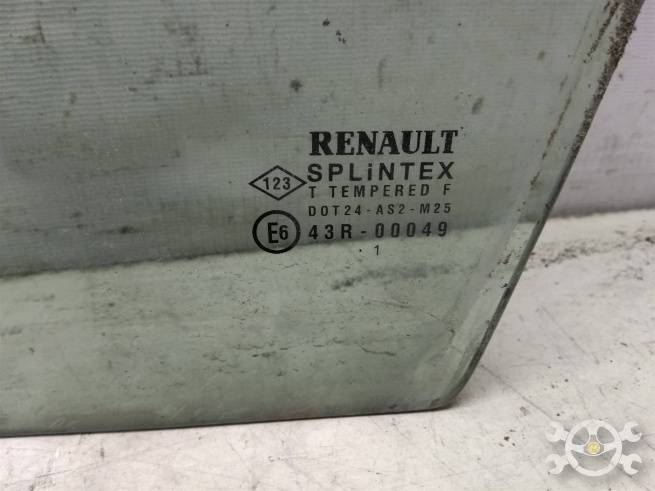 RENAULT
123 SPLiNTEX
T TEMPERED F
DOT24-AS2-M25
E6 43R-00049
· 1